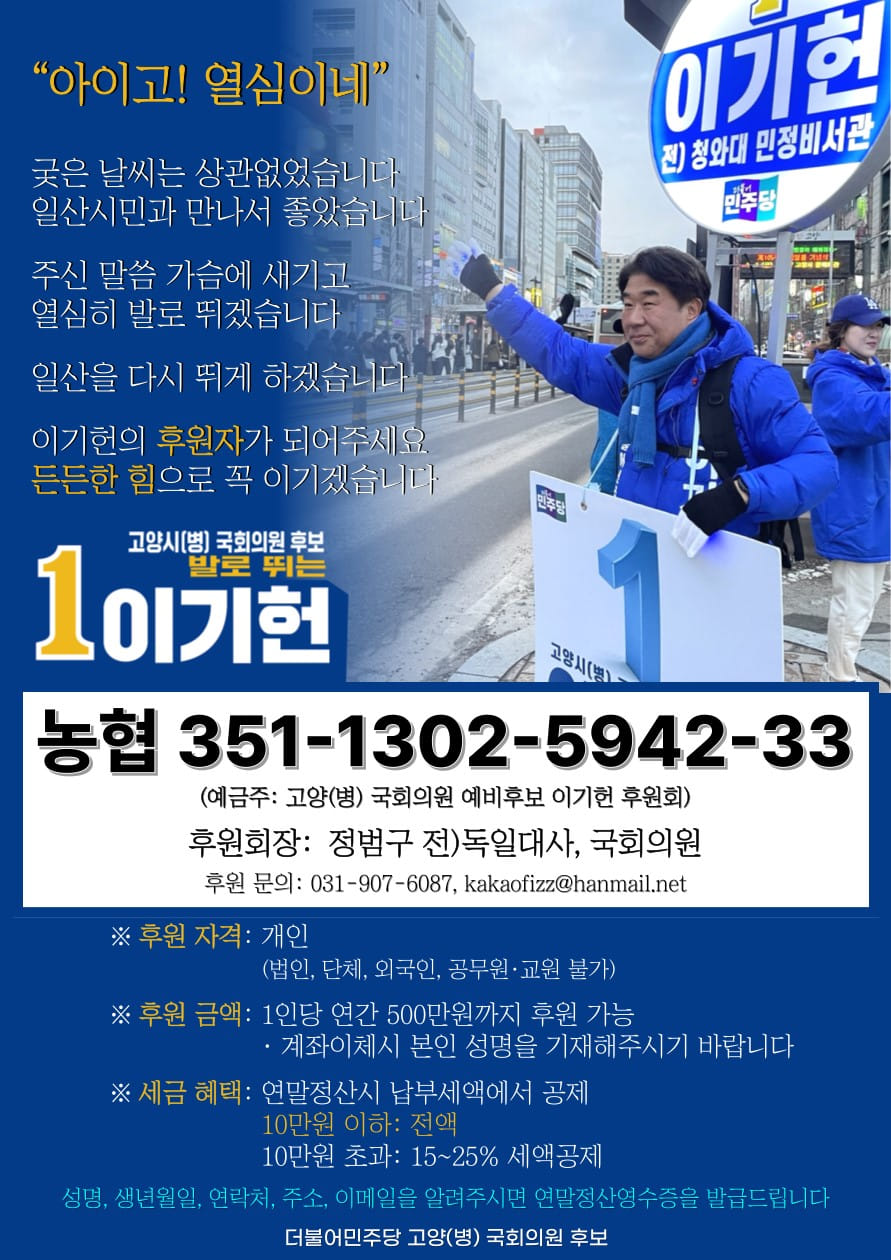 “아이고! 열심이네”
궂은 날씨는 상관없었습니다
일산시민과 만나서 좋았습니다
주신 말씀 가슴에 새기고
열심히 발로 뛰겠습니다
일산을 다시 뛰게 하겠습니다
이기헌의 후원자가 되어주세요
든든한 힘으로 꼭 이기겠습니다
1
이기헌
전) 청와대 민정비서관
더불어
민주당
더불어
민주당
1
고양시(병)
고양시(병) 국회의원 후보
발로 뛰는
1이기헌
농협 351-1302-5942-33
(예금주: 고양(병) 국회의원 예비후보 이기헌 후원회)
후원회장: 정범구 전)독일대사, 국회의원
후원 문의: 031-907-6087, kakaofizz@hanmail.net
※ 후원 자격: 개인
(법인, 단체, 외국인, 공무원·교원 불가)
※ 후원 금액: 1인당 연간 500만원까지 후원 가능
· 계좌이체시 본인 성명을 기재해주시기 바랍니다
※ 세금 혜택: 연말정산시 납부세액에서 공제
10만원 이하: 전액
10만원 초과: 15~25% 세액공제
성명, 생년월일, 연락처, 주소, 이메일을 알려주시면 연말정산영수증을 발급드립니다
더불어민주당 고양(병) 국회의원 후보